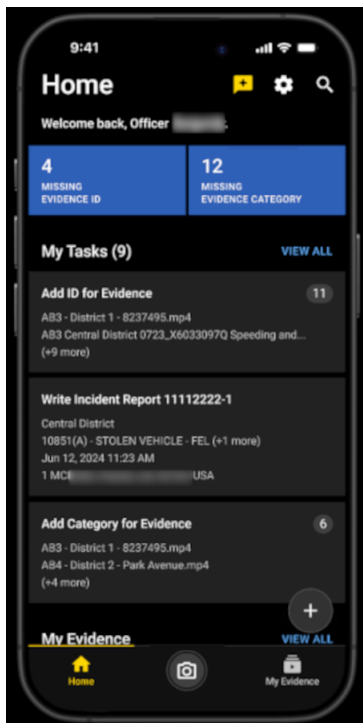 9:41
Home
Welcome back, Officer
4
MISSING
EVIDENCE ID
12
MISSING
EVIDENCE CATEGORY
My Tasks (9)
VIEW ALL
Add ID for Evidence
11
AB3 - District 1 - 8237495.mp4
AB3 Central District 0723_X6033097Q Speeding and...
(+9 more)
Write Incident Report 11112222-1
Central District
10851(A) - STOLEN VEHICLE - FEL (+1 more)
Jun 12, 2024 11:23 AM
1 MC USA
Add Category for Evidence
6
AB3 - District 1 - 8237495.mp4
AB4 - District 2 - Park Avenue.mp4
(+4 more)
+
My Evidence
VIEW ALL
Home
My Evidence